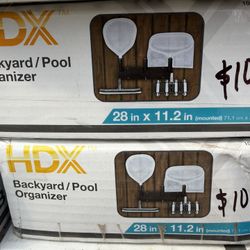 HDX™
Backyard/Pool
Organizer
28 in x 11.2 in (mounted) 71.1 cm x
$10
HDX
Backyard/Pool
Organizer
28 in x 11.2 in (mounted)
$10